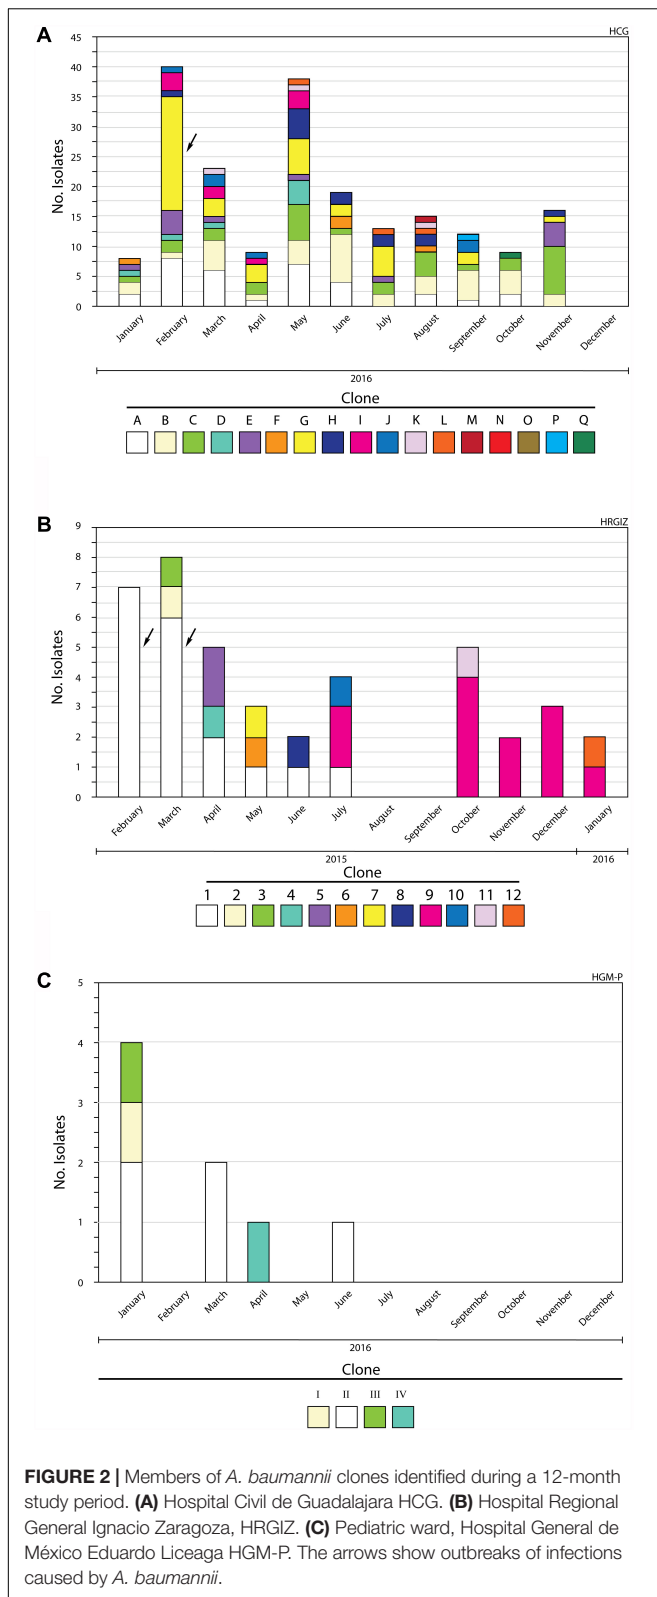 A
HCG
45
40
35
30
25
20
15
10
5
0
No. Isolates
January February March April May June July August September October November December
2016
Clone
A B C D E F G H I J K L M N O P Q
B
HRGIZ
9
8
7
6
5
4
3
2
1
0
No. Isolates
February March April May June July August September October November December January
2015 2016
Clone
1 2 3 4 5 6 7 8 9 10 11 12
C
HGM-P
5
4
3
2
1
0
No. Isolates
January February March April May June July August September October November December
2016
Clone
I II III IV
FIGURE 2 | Members of A. baumannii clones identified during a 12-month
study period. (A) Hospital Civil de Guadalajara HCG. (B) Hospital Regional
General Ignacio Zaragoza, HRGIZ. (C) Pediatric ward, Hospital General de
México Eduardo Liceaga HGM-P. The arrows show outbreaks of infections
caused by A. baumannii.